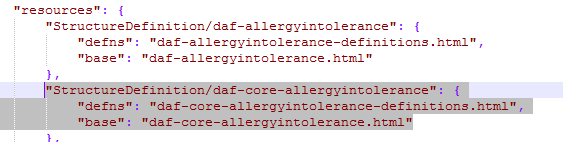 "resources": {
"StructureDefinition/daf-allergyintolerance": {
"defns": "daf-allergyintolerance-definitions.html",
"base": "daf-allergyintolerance.html"
},
"StructureDefinition/daf-core-allergyintolerance": {
"defns": "daf-core-allergyintolerance-definitions.html",
"base": "daf-core-allergyintolerance.html"
},